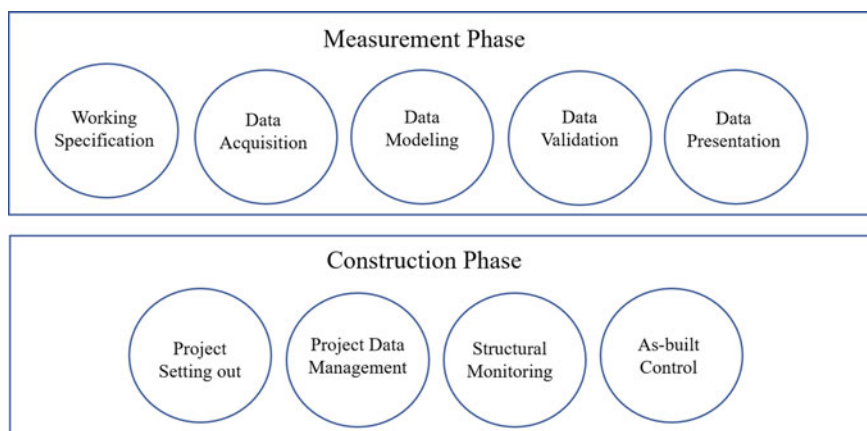 Measurement Phase
Working
Specification
Data
Acquisition
Data
Modeling
Data
Validation
Data
Presentation
Construction Phase
Project
Setting out
Project Data
Management
Structural
Monitoring
As-built
Control